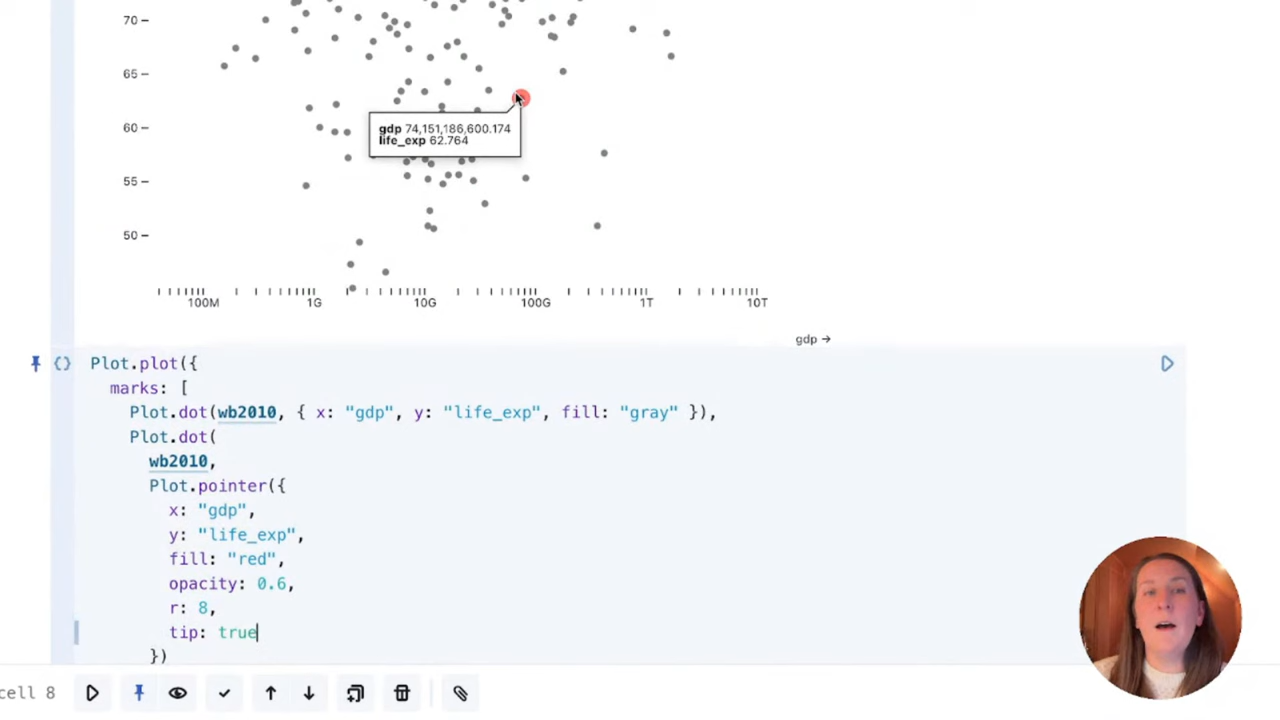 70
65
gdp 74,151,186,600.174
life_exp 62.764
60
55
50
100M 1G 10G 100G 1T 10T
gdp →
Plot.plot({
marks: [
Plot.dot(wb2010, { x: "gdp", y: "life_exp", fill: "gray" }),
Plot.dot(
wb2010,
Plot.pointer({
x: "gdp",
y: "life_exp",
fill: "red",
opacity: 0.6,
r: 8,
tip: true
})
cell 8